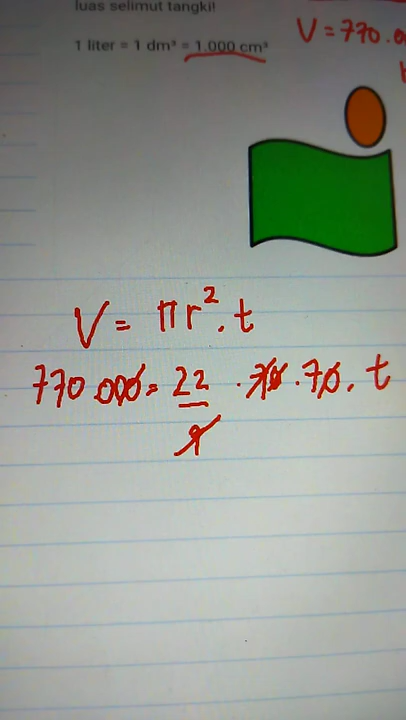 luas selimut tangki!
1 liter = 1 dm³ = 1.000 cm³
V = 770.0
V = πr². t
770.000 = 22/7 . 70 . 70 . t